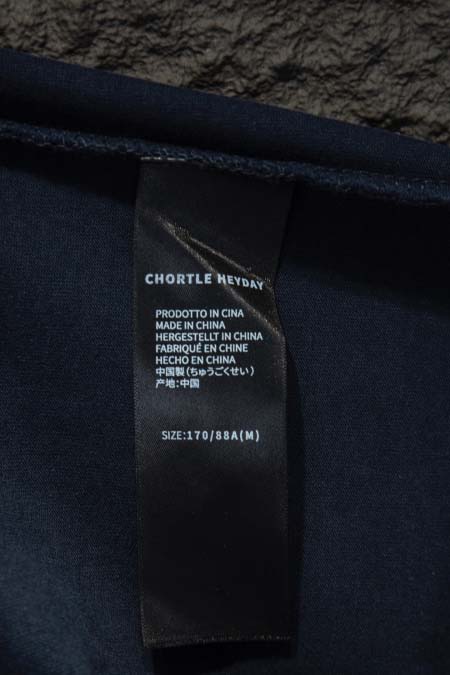 CHORTLE HEYDAY
PRODOTTO IN CINA
MADE IN CHINA
HERGESTELLT IN CHINA
FABRIQUÉ EN CHINE
HECHO EN CHINA
中国製(ちゅうごくせい)
产地:中国
SIZE:170/88A(M)